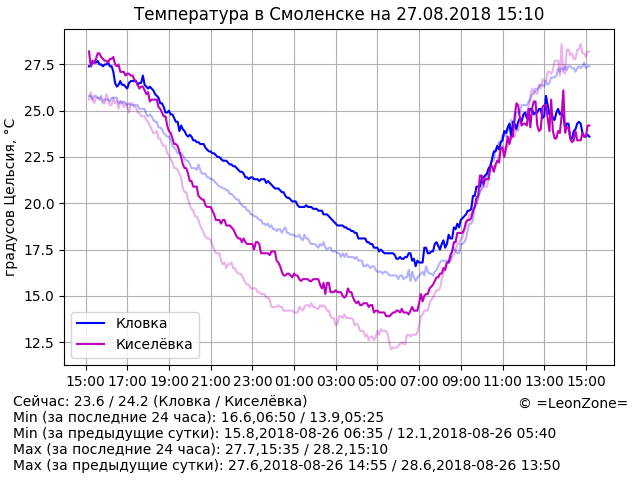 Температура в Смоленске на 27.08.2018 15:10
градусов Цельсия, °С
27.5
25.0
22.5
20.0
17.5
15.0
12.5
Кловка
Киселёвка
15:00 17:00 19:00 21:00 23:00 01:00 03:00 05:00 07:00 09:00 11:00 13:00 15:00
Сейчас: 23.6 / 24.2 (Кловка / Киселёвка)
© =LeonZone=
Min (за последние 24 часа): 16.6,06:50 / 13.9,05:25
Min (за предыдущие сутки): 15.8,2018-08-26 06:35 / 12.1,2018-08-26 05:40
Max (за последние 24 часа): 27.7,15:35 / 28.2,15:10
Max (за предыдущие сутки): 27.6,2018-08-26 14:55 / 28.6,2018-08-26 13:50